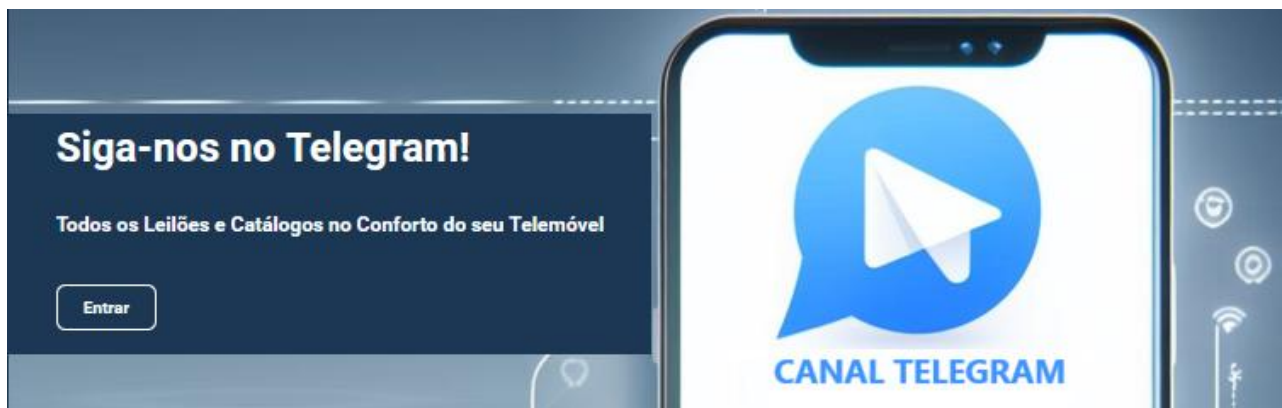 Siga-nos no Telegram!
Todos os Leilões e Catálogos no Conforto do seu Telemóvel
Entrar
CANAL TELEGRAM